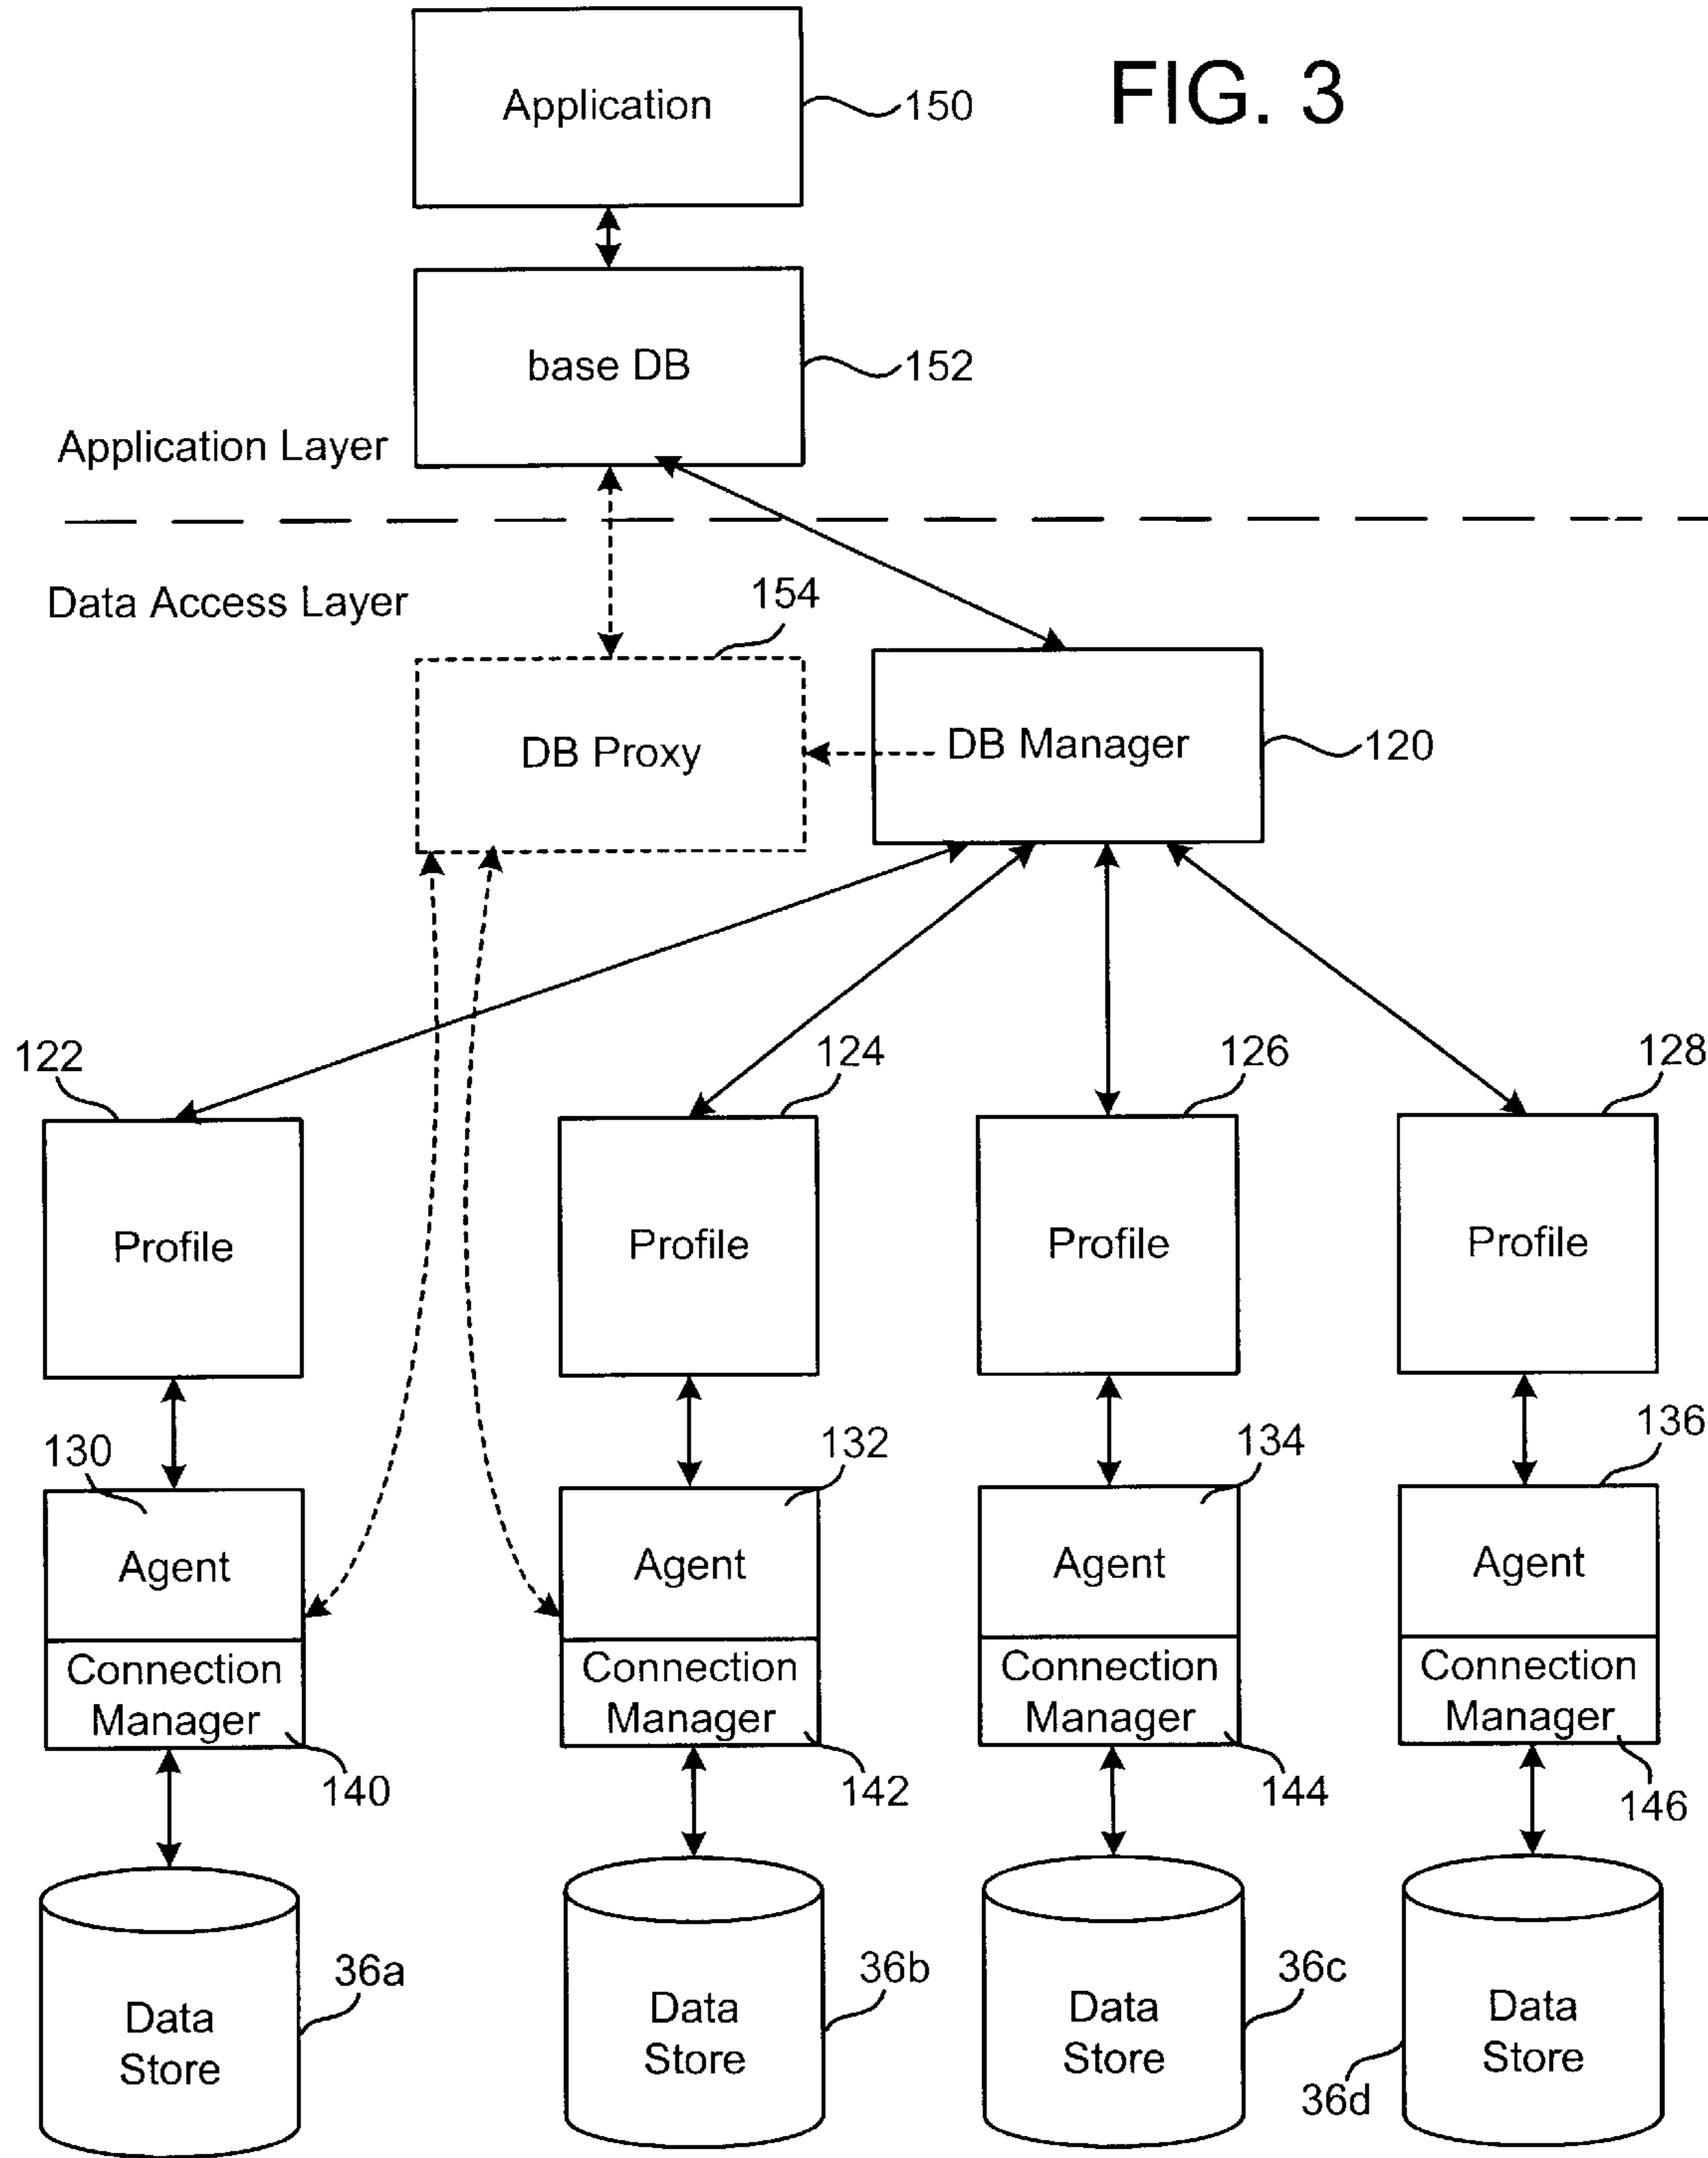 FIG. 3
Application
150
base DB
152
Application Layer
Data Access Layer
154
DB Proxy
DB Manager
120
122
124
126
128
Profile
Profile
Profile
Profile
130
132
134
136
Agent
Agent
Agent
Agent
Connection
Manager
Connection
Manager
Connection
Manager
Connection
Manager
140
142
144
146
36a
36b
36c
36d
Data
Store
Data
Store
Data
Store
Data
Store